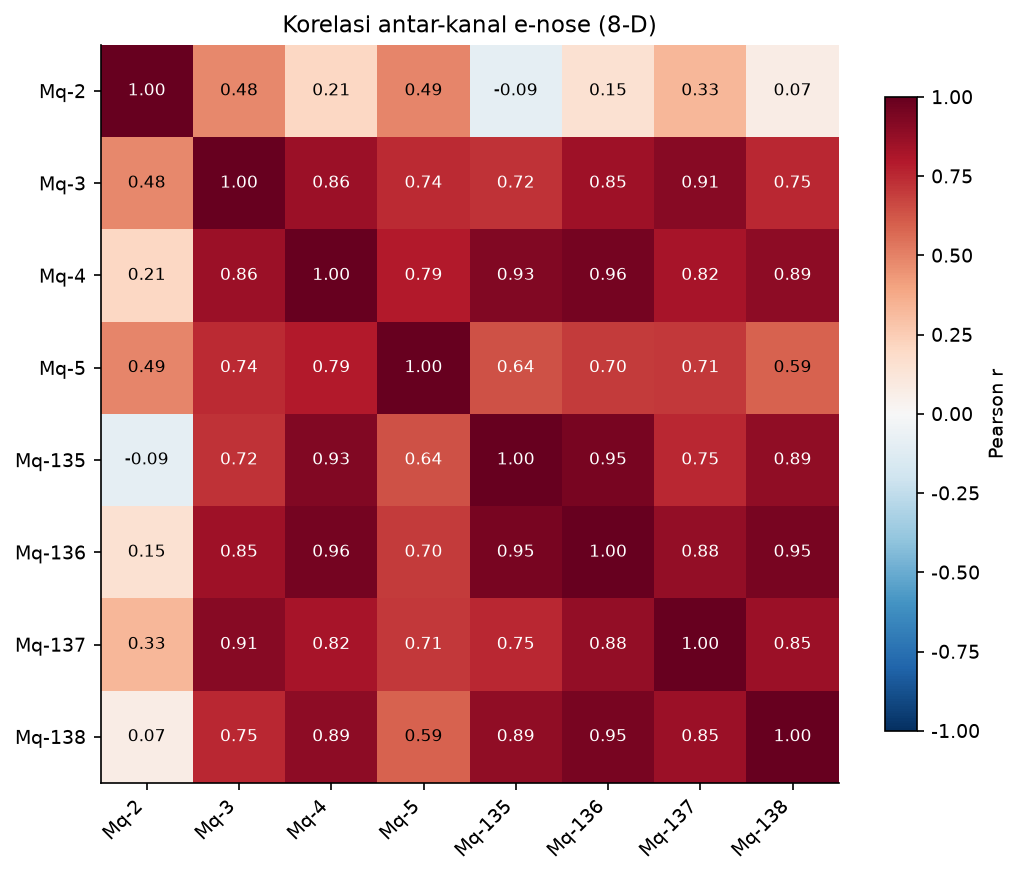 Korelasi antar-kanal e-nose (8-D)
Mq-2 1.00 0.48 0.21 0.49 -0.09 0.15 0.33 0.07
Mq-3 0.48 1.00 0.86 0.74 0.72 0.85 0.91 0.75
Mq-4 0.21 0.86 1.00 0.79 0.93 0.96 0.82 0.89
Mq-5 0.49 0.74 0.79 1.00 0.64 0.70 0.71 0.59
Mq-135 -0.09 0.72 0.93 0.64 1.00 0.95 0.75 0.89
Mq-136 0.15 0.85 0.96 0.70 0.95 1.00 0.88 0.95
Mq-137 0.33 0.91 0.82 0.71 0.75 0.88 1.00 0.85
Mq-138 0.07 0.75 0.89 0.59 0.89 0.95 0.85 1.00
Mq-2 Mq-3 Mq-4 Mq-5 Mq-135 Mq-136 Mq-137 Mq-138
1.00
0.75
0.50
0.25
0.00
-0.25
-0.50
-0.75
-1.00
Pearson r